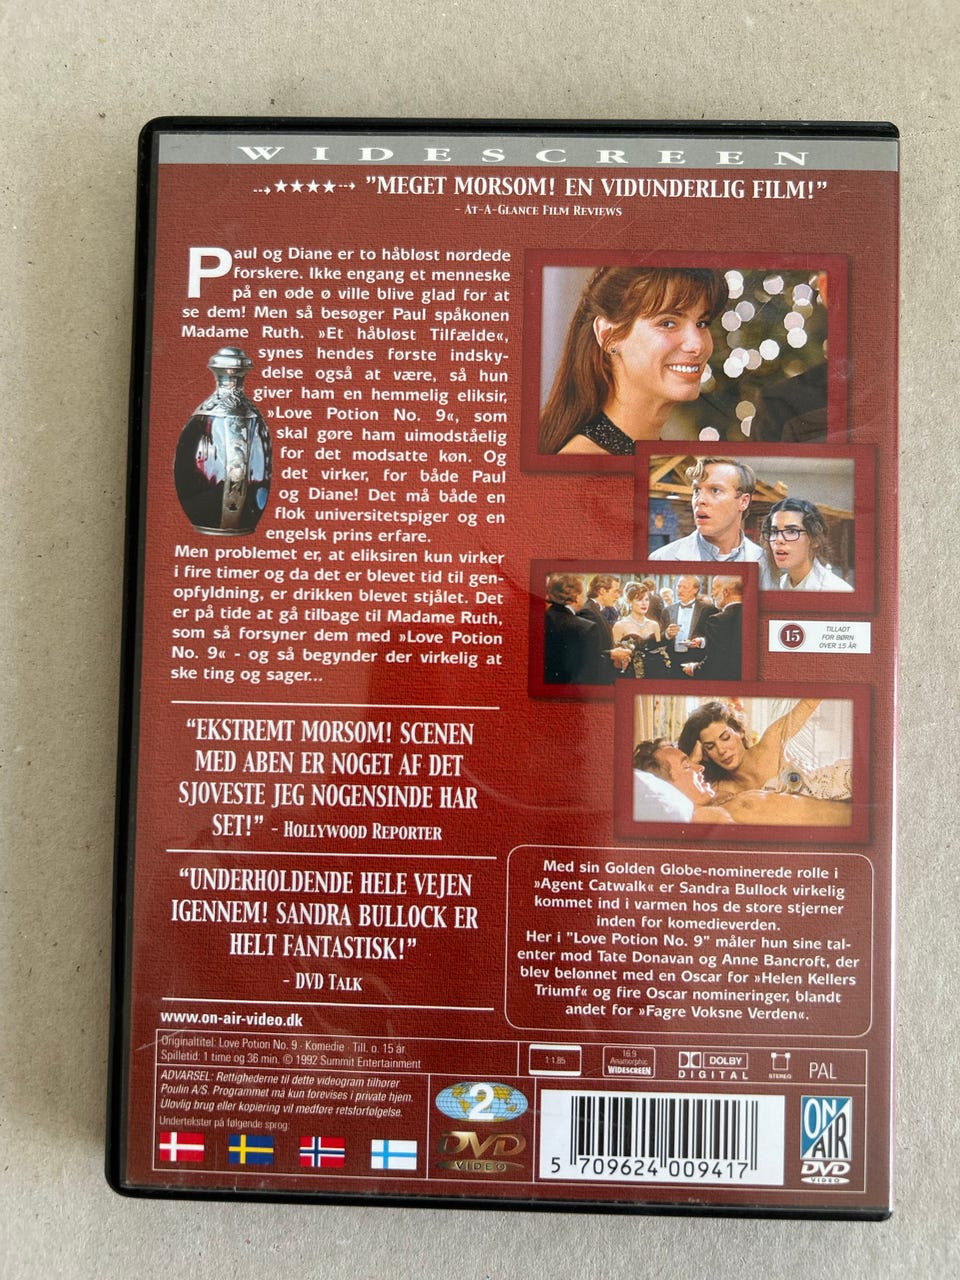 WIDESCREEN
"MEGET MORSOM! EN VIDUNDERLIG FILM!"
- AT-A-GLANCE FILM REVIEWS
Paul og Diane er to håbløst nørdede
forskere. Ikke engang et menneske
på en øde ø ville blive glad for at
se dem! Men så besøger Paul spåkonen
Madame Ruth. »Et håbløst Tilfælde«,
synes hendes første indsky-
delse også at være, så hun
giver ham en hemmelig eliksir,
»Love Potion No. 9«, som
skal gøre ham uimodståelig
for det modsatte køn. Og
det virker, for både Paul
og Diane! Det må både en
flok universitetspiger og en
engelsk prins erfare.
Men problemet er, at eliksiren kun virker
i fire timer og da det er blevet tid til gen-
opfyldning, er drikken blevet stjålet. Det
er på tide at gå tilbage til Madame Ruth,
som så forsyner dem med »Love Potion
No. 9« - og så begynder der virkelig at
ske ting og sager...
15
TILLADT
FOR BØRN
OVER 15 ÅR
"EKSTREMT MORSOM! SCENEN
MED ABEN ER NOGET AF DET
SJOVESTE JEG NOGENSINDE HAR
SET!" - HOLLYWOOD REPORTER
"UNDERHOLDENDE HELE VEJEN
IGENNEM! SANDRA BULLOCK ER
HELT FANTASTISK!"
- DVD TALK
Med sin Golden Globe-nominerede rolle i
»Agent Catwalk« er Sandra Bullock virkelig
kommet ind i varmen hos de store stjerner
inden for komedieverden.
Her i "Love Potion No. 9" måler hun sine tal-
enter mod Tate Donavan og Anne Bancroft, der
blev belønnet med en Oscar for »Helen Kellers
Triumf« og fire Oscar nomineringer, blandt
andet for »Fagre Voksne Verden«.
www.on-air-video.dk
Originaltitel: Love Potion No. 9 · Komedie · Till. o. 15 år
Spilletid: 1 time og 36 min. © 1992 Summit Entertainment
ADVARSEL: Rettighederne til dette videogram tilhører
Poulin A/S. Programmet må kun forevises i private hjem.
Ulovlig brug eller kopiering vil medføre retsforfølgelse.
Undertekster på følgende sprog:
1:1.85
16:9
Anamorphic
WIDESCREEN
DOLBY
DIGITAL
STEREO
PAL
2
DVD
VIDEO
5 709624 009417
ON
AIR
DVD
VIDEO